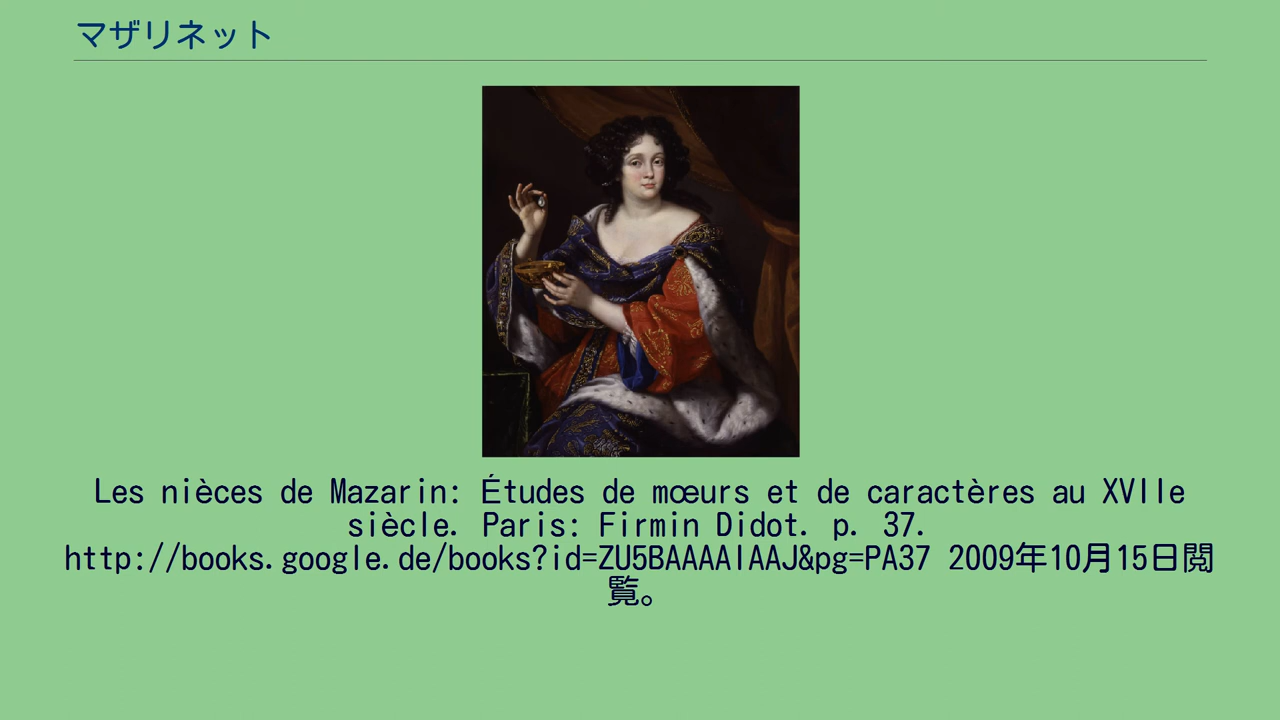 マザリネット
Les nièces de Mazarin: Études de mœurs et de caractères au XVIIe
siècle. Paris: Firmin Didot. p. 37.
http://books.google.de/books?id=ZU5BAAAAIAAJ&pg=PA37 2009年10月15日閲
覧。